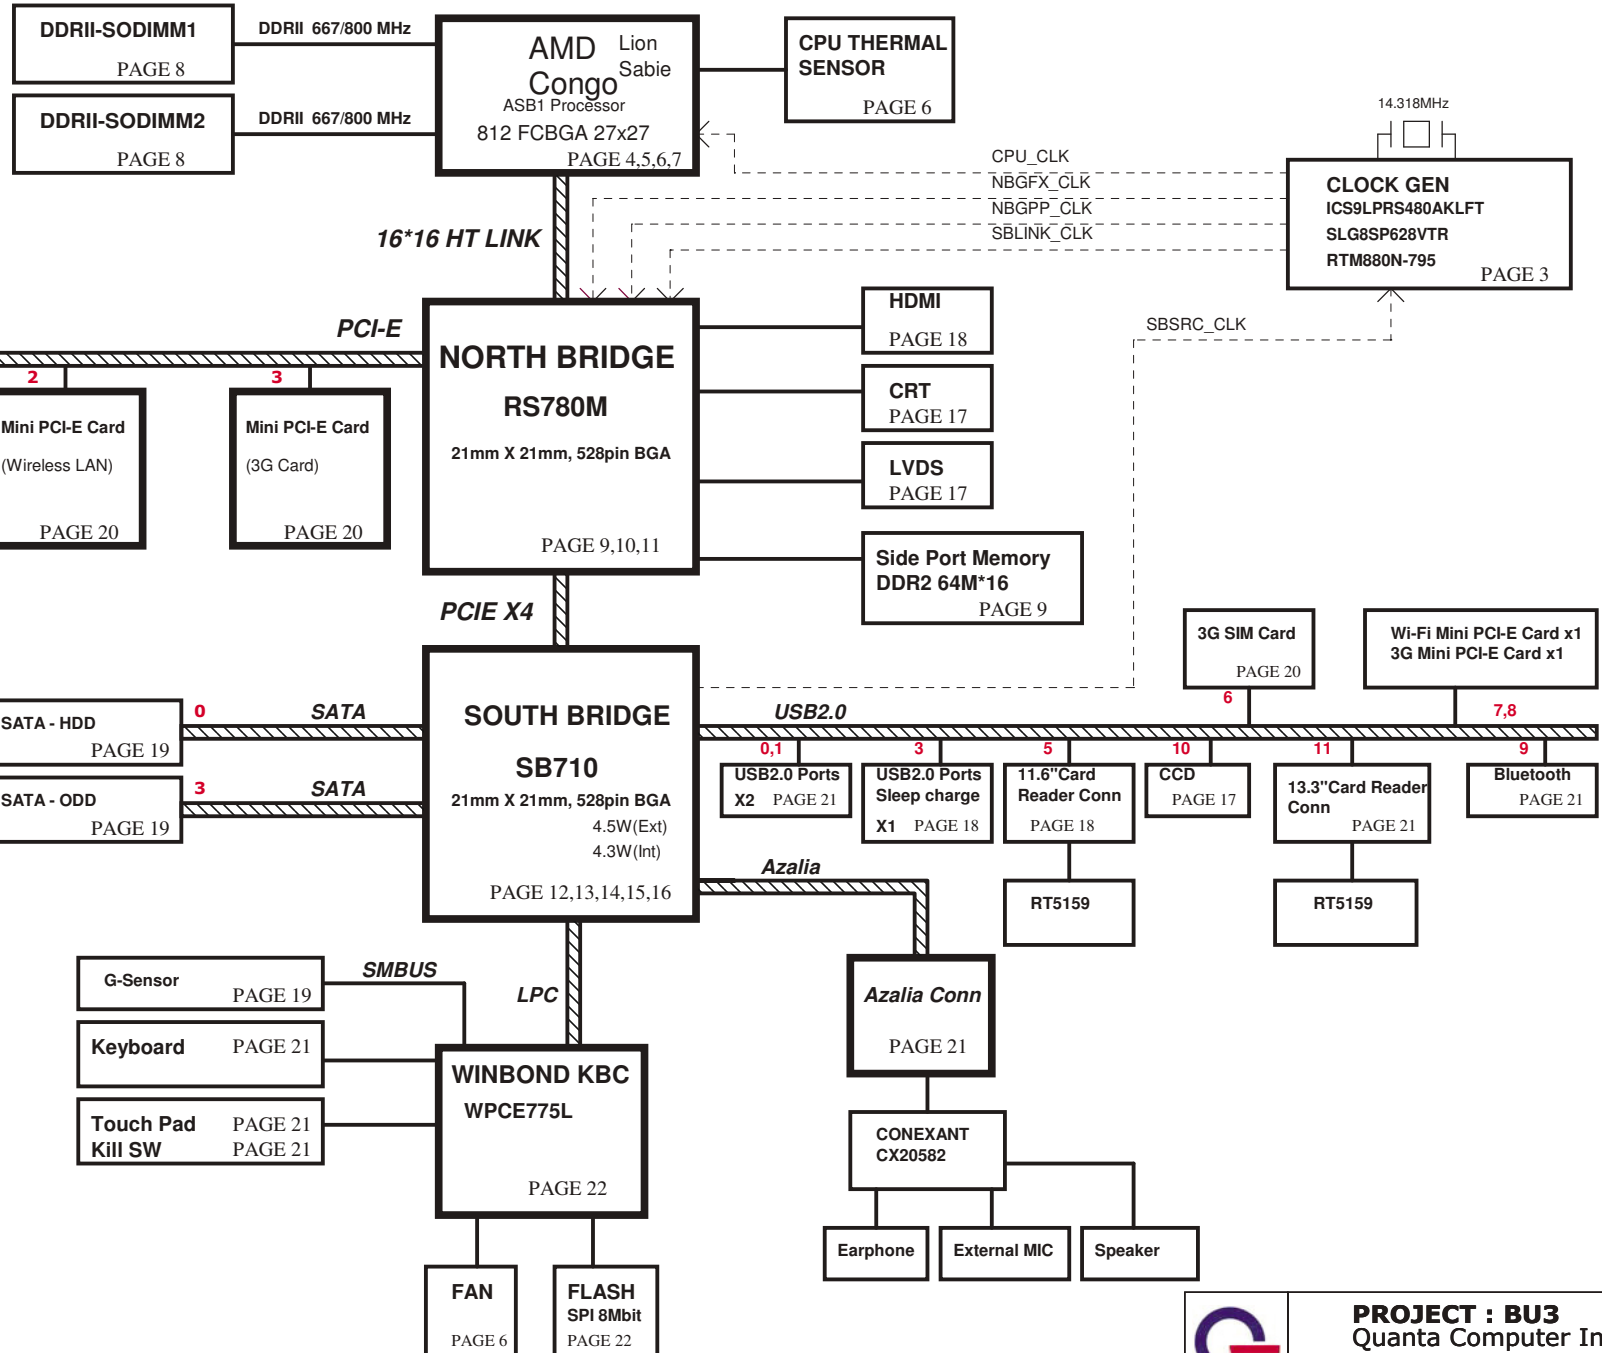 DDRII-SODIMM1
PAGE 8
DDRII 667/800 MHz
DDRII-SODIMM2
PAGE 8
DDRII 667/800 MHz
AMD Lion
Congo Sabie
ASB1 Processor
812 FCBGA 27x27
PAGE 4,5,6,7
CPU THERMAL
SENSOR
PAGE 6
14.318MHz
CLOCK GEN
ICS9LPRS480AKLFT
SLG8SP628VTR
RTM880N-795
PAGE 3
CPU_CLK
NBGFX_CLK
NBGPP_CLK
SBLINK_CLK
SBSRC_CLK
16*16 HT LINK
PCI-E
2
Mini PCI-E Card
(Wireless LAN)
PAGE 20
3
Mini PCI-E Card
(3G Card)
PAGE 20
NORTH BRIDGE
RS780M
21mm X 21mm, 528pin BGA
PAGE 9,10,11
HDMI
PAGE 18
CRT
PAGE 17
LVDS
PAGE 17
Side Port Memory
DDR2 64M*16
PAGE 9
PCIE X4
SOUTH BRIDGE
SB710
21mm X 21mm, 528pin BGA
4.5W(Ext)
4.3W(Int)
PAGE 12,13,14,15,16
SATA - HDD
PAGE 19
0
SATA
SATA - ODD
PAGE 19
3
SATA
3G SIM Card
PAGE 20
6
Wi-Fi Mini PCI-E Card x1
3G Mini PCI-E Card x1
7,8
USB2.0
0,1
USB2.0 Ports
X2 PAGE 21
3
USB2.0 Ports
Sleep charge
X1 PAGE 18
5
11.6"Card
Reader Conn
PAGE 18
10
CCD
PAGE 17
11
13.3"Card Reader
Conn
PAGE 21
9
Bluetooth
PAGE 21
RT5159
RT5159
Azalia
Azalia Conn
PAGE 21
CONEXANT
CX20582
Earphone
External MIC
Speaker
G-Sensor
PAGE 19
SMBUS
LPC
Keyboard PAGE 21
Touch Pad PAGE 21
Kill SW PAGE 21
WINBOND KBC
WPCE775L
PAGE 22
FAN
PAGE 6
FLASH
SPI 8Mbit
PAGE 22
PROJECT : BU3
Quanta Computer In